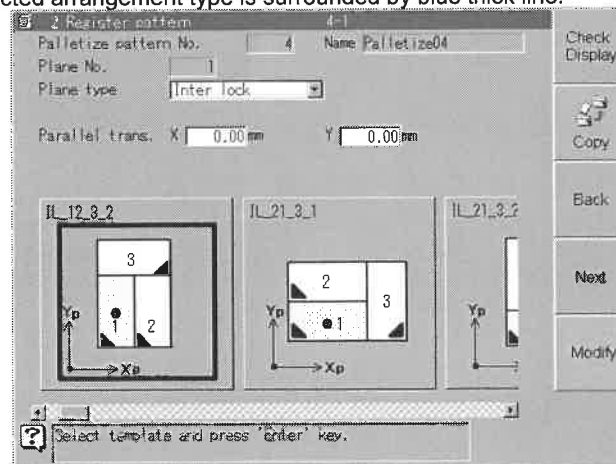 cted arrangement type is surrounded by blue thick line.
2 Register pattern 4-1
Palletize pattern No. 4 Name Palletize04
Plane No. 1
Plane type Inter lock
Parallel trans. X 0.00 mm Y 0.00 mm
IL_12_3_2 IL_21_3_1 IL_21_3_2
3
1 2
Yp
Xp
2
1
3
Yp
Xp
Yp
Select template and press 'Enter' key.
Check
Display
Copy
Back
Next
Modify